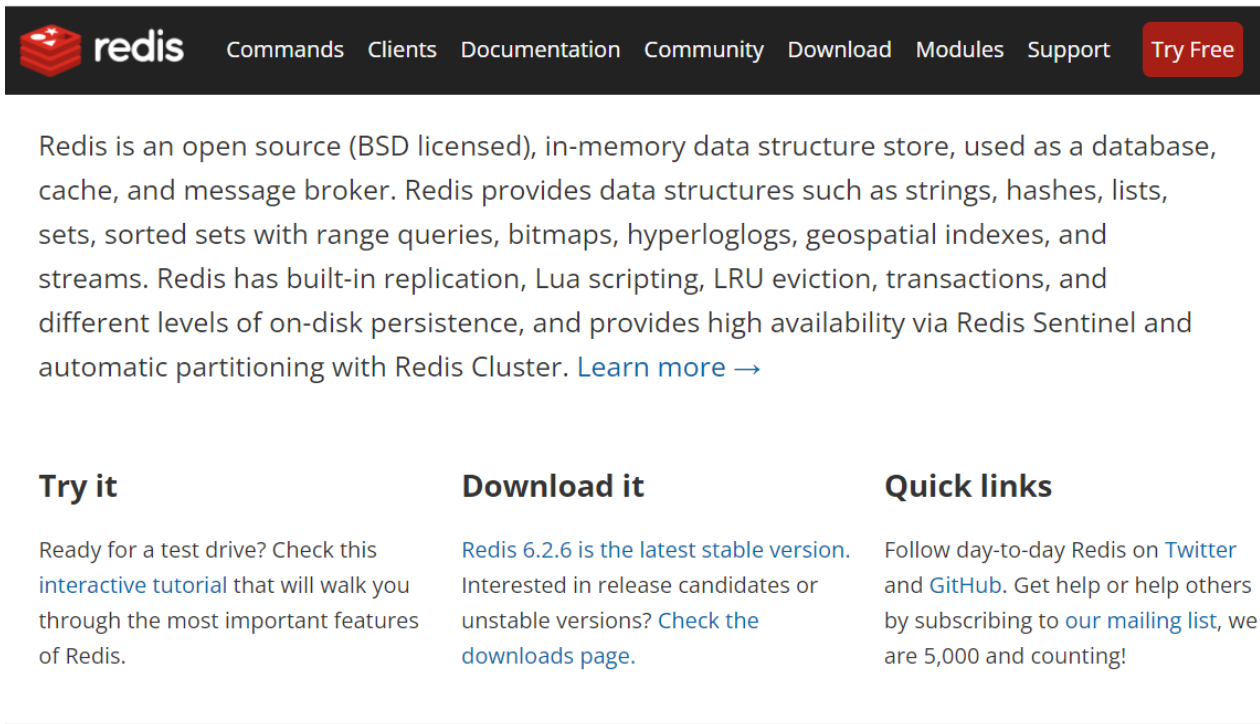 redis Commands Clients Documentation Community Download Modules Support Try Free
Redis is an open source (BSD licensed), in-memory data structure store, used as a database,
cache, and message broker. Redis provides data structures such as strings, hashes, lists,
sets, sorted sets with range queries, bitmaps, hyperloglogs, geospatial indexes, and
streams. Redis has built-in replication, Lua scripting, LRU eviction, transactions, and
different levels of on-disk persistence, and provides high availability via Redis Sentinel and
automatic partitioning with Redis Cluster. Learn more →
Try it
Ready for a test drive? Check this
interactive tutorial that will walk you
through the most important features
of Redis.
Download it
Redis 6.2.6 is the latest stable version.
Interested in release candidates or
unstable versions? Check the
downloads page.
Quick links
Follow day-to-day Redis on Twitter
and GitHub. Get help or help others
by subscribing to our mailing list, we
are 5,000 and counting!